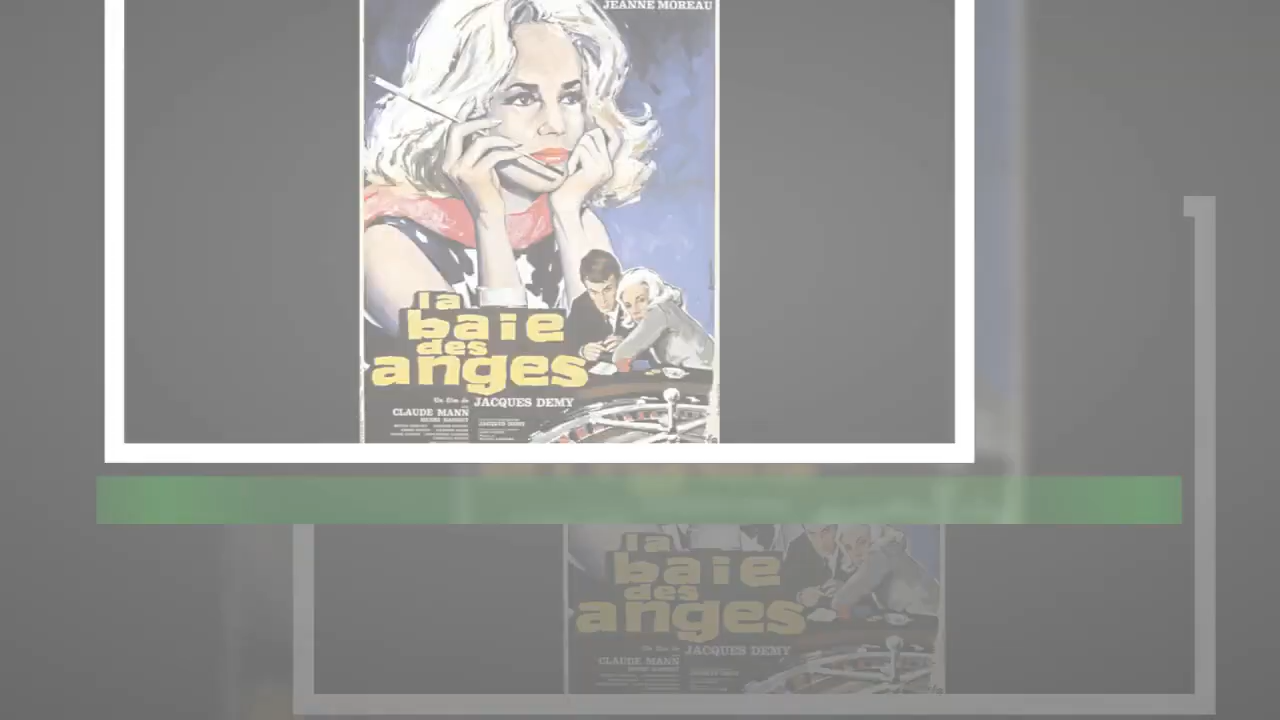 JEANNE MOREAU
la
baie
des
anges
Un film de JACQUES DEMY
CLAUDE MANN
la
baie
des
anges
Un film de JACQUES DEMY
CLAUDE MANN